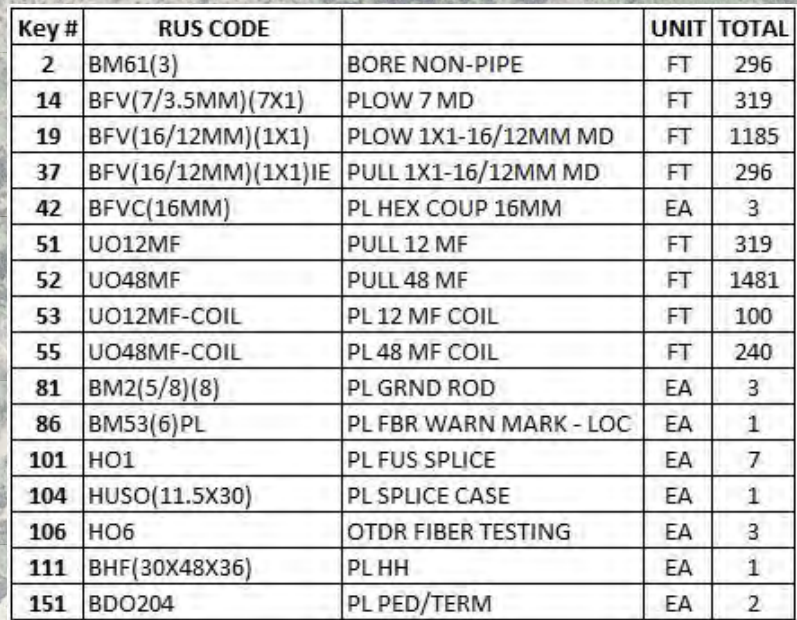 Key # RUS CODE UNIT TOTAL
2 BM61(3) BORE NON-PIPE FT 296
14 BFV(7/3.5MM)(7X1) PLOW 7 MD FT 319
19 BFV(16/12MM)(1X1) PLOW 1X1-16/12MM MD FT 1185
37 BFV(16/12MM)(1X1)IE PULL 1X1-16/12MM MD FT 296
42 BFVC(16MM) PL HEX COUP 16MM EA 3
51 UO12MF PULL 12 MF FT 319
52 UO48MF PULL 48 MF FT 1481
53 UO12MF-COIL PL 12 MF COIL FT 100
55 UO48MF-COIL PL 48 MF COIL FT 240
81 BM2(5/8)(8) PL GRND ROD EA 3
86 BM53(6)PL PL FBR WARN MARK - LOC EA 1
101 HO1 PL FUS SPLICE EA 7
104 HUSO(11.5X30) PL SPLICE CASE EA 1
106 HO6 OTDR FIBER TESTING EA 3
111 BHF(30X48X36) PL HH EA 1
151 BDO204 PL PED/TERM EA 2